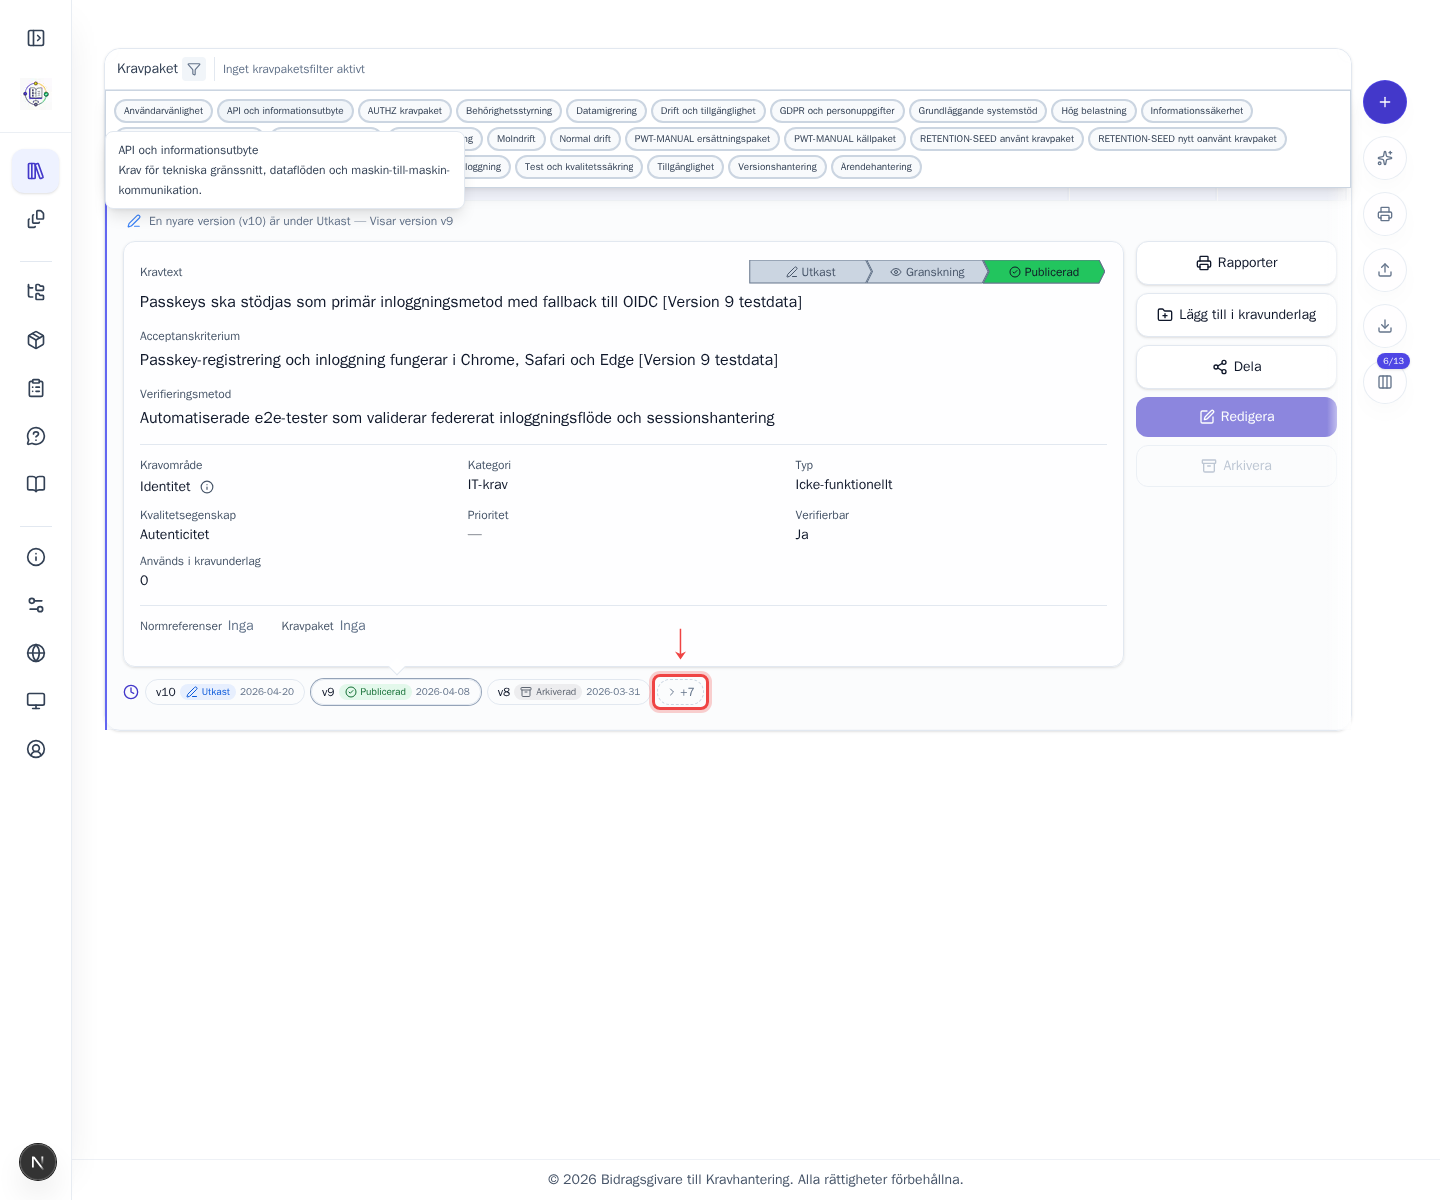 Kravpaket
Inget kravpaketsfilter aktivt
Användarvänlighet API och informationsutbyte AUTHZ kravpaket Behörighetsstyrning Datamigrering Drift och tillgänglighet GDPR och personuppgifter Grundläggande systemstöd Hög belastning Informationssäkerhet
Molndrift Normal drift PWT-MANUAL ersättningspaket PWT-MANUAL källpaket RETENTION-SEED använt kravpaket RETENTION-SEED nytt oanvänt kravpaket
Test och kvalitetssäkring Tillgänglighet Versionshantering Ärendehantering
API och informationsutbyte
Krav för tekniska gränssnitt, dataflöden och maskin-till-maskin-
kommunikation.
En nyare version (v10) är under Utkast — Visar version v9
Kravtext
Utkast Granskning Publicerad
Passkeys ska stödjas som primär inloggningsmetod med fallback till OIDC [Version 9 testdata]
Acceptanskriterium
Passkey-registrering och inloggning fungerar i Chrome, Safari och Edge [Version 9 testdata]
Verifieringsmetod
Automatiserade e2e-tester som validerar federerat inloggningsflöde och sessionshantering
Kravområde Kategori Typ
Identitet IT-krav Icke-funktionellt
Kvalitetsegenskap Prioritet Verifierbar
Autenticitet — Ja
Används i kravunderlag
0
Normreferenser Inga Kravpaket Inga
v10 Utkast 2026-04-20 v9 Publicerad 2026-04-08 v8 Arkiverad 2026-03-31 +7
Rapporter
Lägg till i kravunderlag
Dela
Redigera
Arkivera
6/13
N
© 2026 Bidragsgivare till Kravhantering. Alla rättigheter förbehållna.